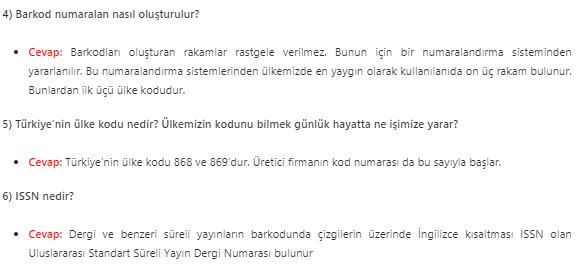 4) Barkod numaraları nasıl oluşturulur?
• Cevap: Barkodları oluşturan rakamlar rastgele verilmez. Bunun için bir numaralandırma sisteminden
yararlanılır. Bu numaralandırma sistemlerinden ülkemizde en yaygın olarak kullanılanıda on üç rakam bulunur.
Bunlardan ilk üçü ülke kodudur.
5) Türkiye'nin ülke kodu nedir? Ülkemizin kodunu bilmek günlük hayatta ne işimize yarar?
• Cevap: Türkiye'nin ülke kodu 868 ve 869'dur. Üretici firmanın kod numarası da bu sayıyla başlar.
6) ISSN nedir?
• Cevap: Dergi ve benzeri süreli yayınların barkodunda çizgilerin üzerinde İngilizce kısaltması ISSN olan
Uluslararası Standart Süreli Yayın Dergi Numarası bulunur